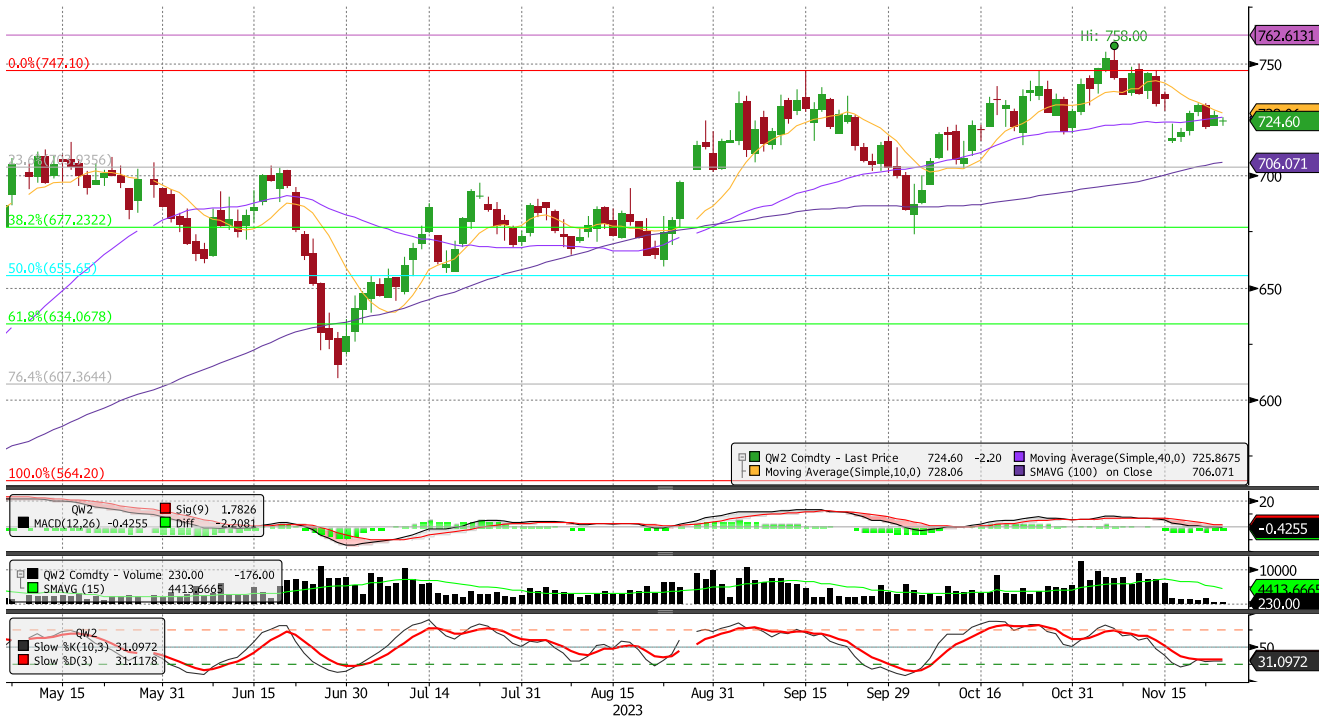 Hi: 758.00
762.6131
0.0%(747.10)
750
724.60
38.2%(677.2322)
706.071
700
50.0%(655.65)
650
61.8%(634.0678)
76.4%(607.3644)
600
100.0%(564.20)
QW2 Comdty - Last Price 724.60 -2.20
Moving Average(Simple,10,0) 728.06
Moving Average(Simple,40,0) 725.8675
SMAVG (100) on Close 706.071
QW2
MACD(12,26) -0.4255
Sig(9) 1.7826
Diff -2.2081
20
-0.4255
QW2 Comdty - Volume 230.00 -176.00
SMAVG (15) 4413.6665
10000
4413.6665
230.00
QW2
Slow %K(10,3) 31.0972
Slow %D(3) 31.1178
50
31.0972
May 15 May 31 Jun 15 Jun 30 Jul 14 Jul 31 Aug 15 Aug 31 Sep 15 Sep 29 Oct 16 Oct 31 Nov 15
2023